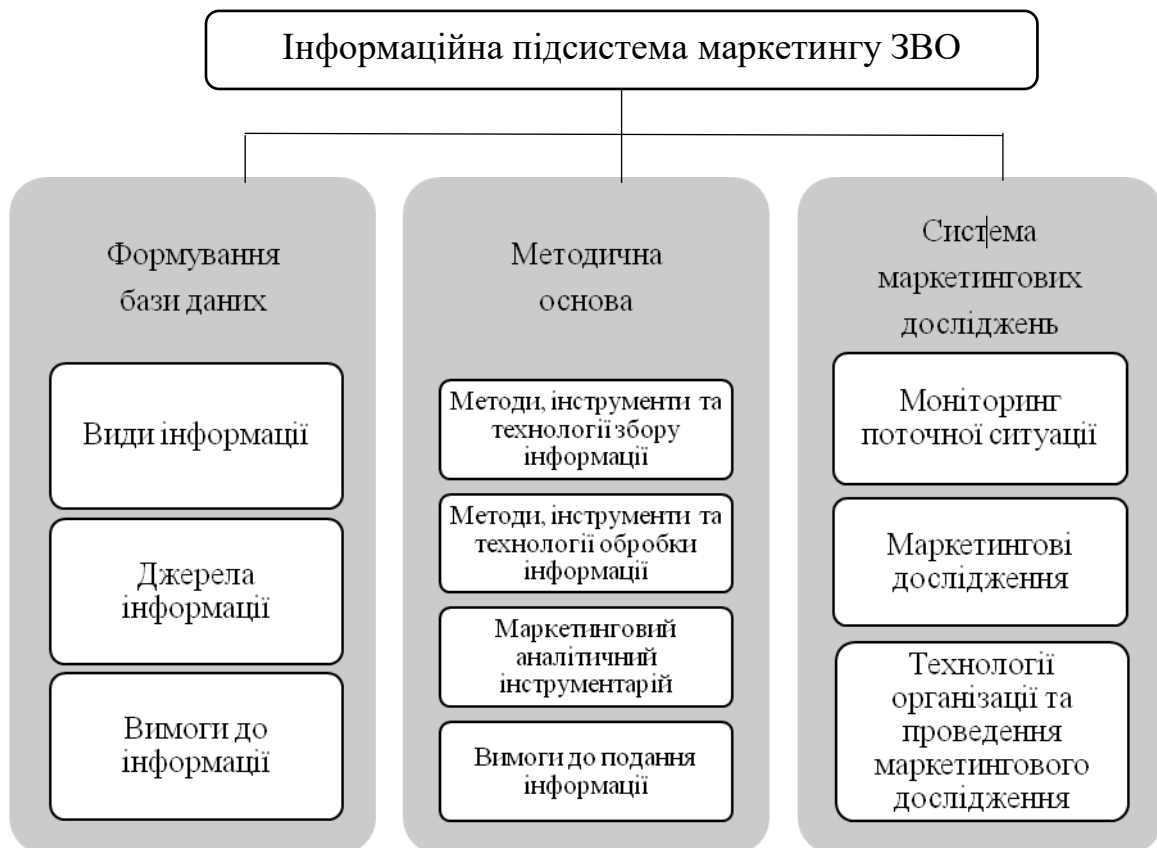 Інформаційна підсистема маркетингу ЗВО
Формування
бази даних
Види інформації
Джерела
інформації
Вимоги до
інформації
Методична
основа
Методи, інструменти та
технології збору
інформації
Методи, інструменти та
технології обробки
інформації
Маркетинговий
аналітичний
інструментарій
Вимоги до подання
інформації
Система
маркетингових
досліджень
Моніторинг
поточної ситуації
Маркетингові
дослідження
Технології
організації та
проведення
маркетингового
дослідження